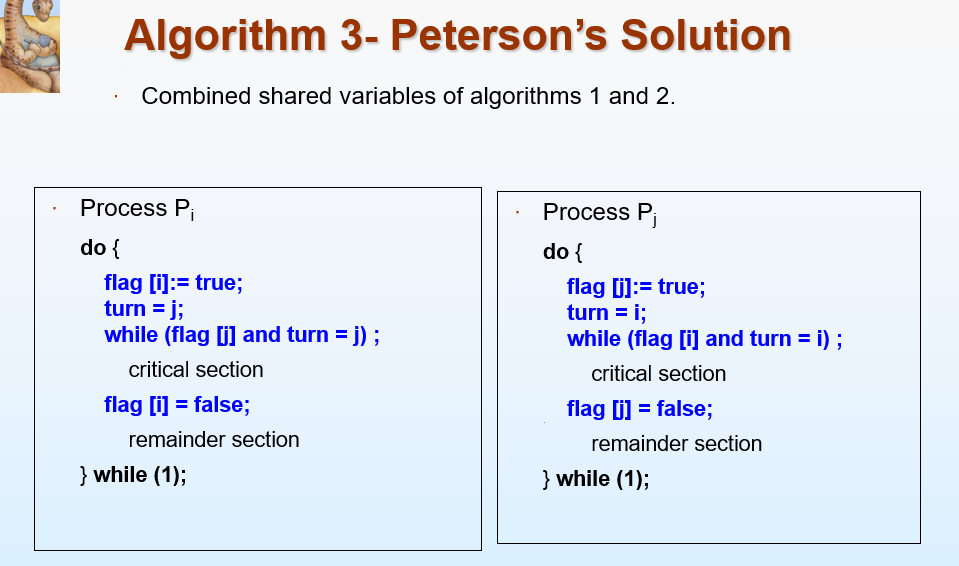 Algorithm 3- Peterson's Solution
· Combined shared variables of algorithms 1 and 2.
· Process Pi
do {
flag [i]:= true;
turn = j;
while (flag [j] and turn = j) ;
critical section
flag [i] = false;
remainder section
} while (1);
· Process Pj
do {
flag [j]:= true;
turn = i;
while (flag [i] and turn = i) ;
critical section
flag [j] = false;
remainder section
} while (1);